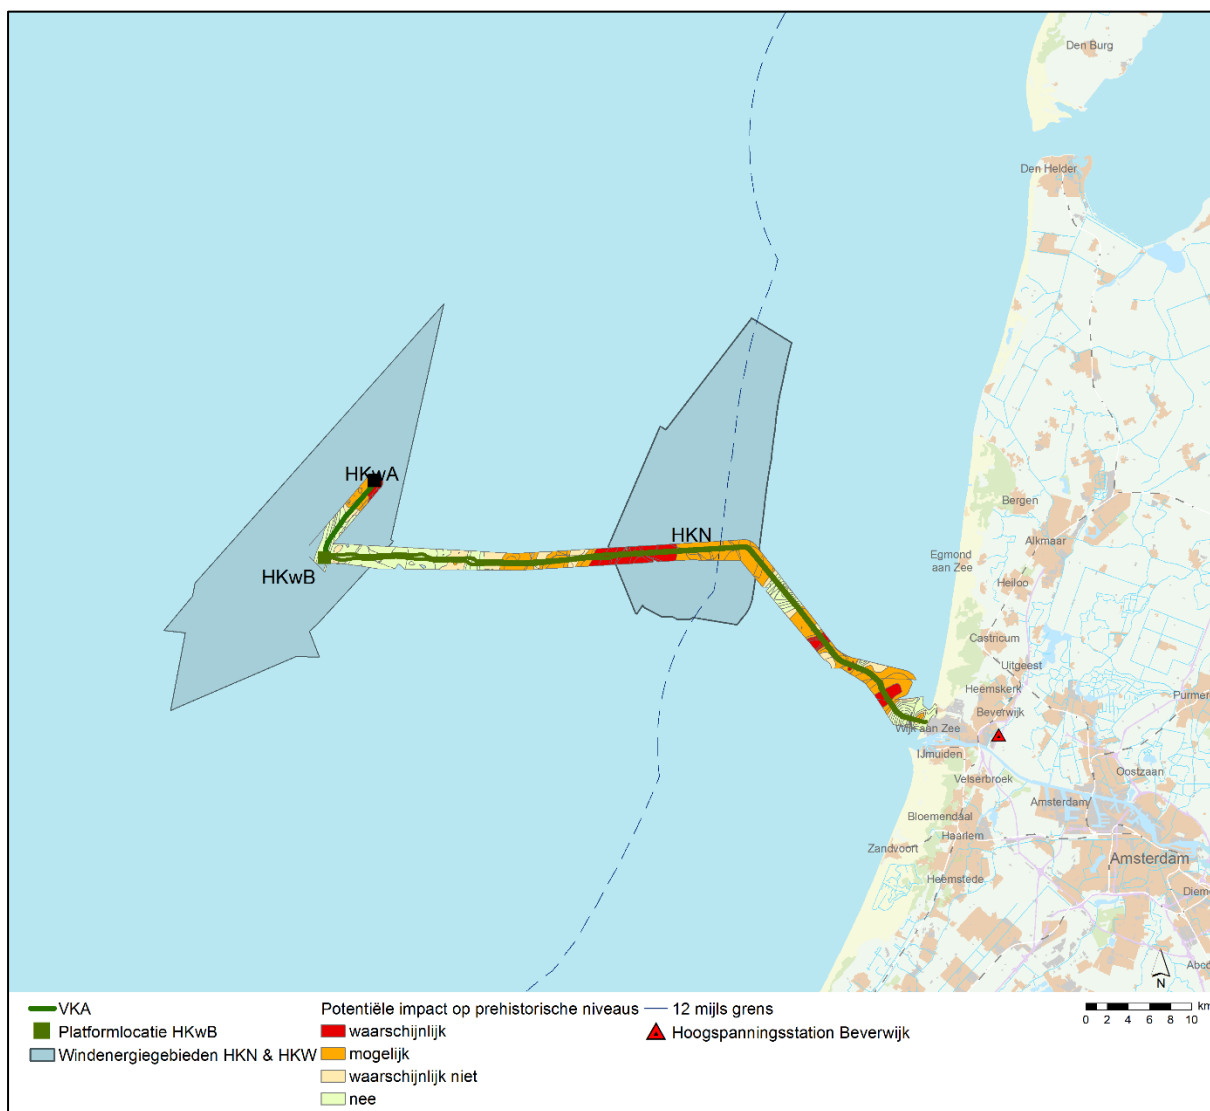 Den Burg
Den Helder
HKwA
Bergen
HKN
Alkmaar
Egmond
aan Zee
HKwB
Heiloo
Castricum
Uitgeest
Heemskerk
Purmer
Beverwijk
Wijk aan Zee
IJmuiden
Oostzaan
Velserbroek
Amsterdam
Bloemendaal
Haarlem
Zandvoort
Amsterdam
Heemstede
Dieme
Abco
N
VKA
Platformlocatie HKwB
Windenergiegebieden HKN & HKW
Potentiële impact op prehistorische niveaus
waarschijnlijk
mogelijk
waarschijnlijk niet
nee
12 mijls grens
Hoogspanningsstation Beverwijk
km
0 2 4 6 8 10